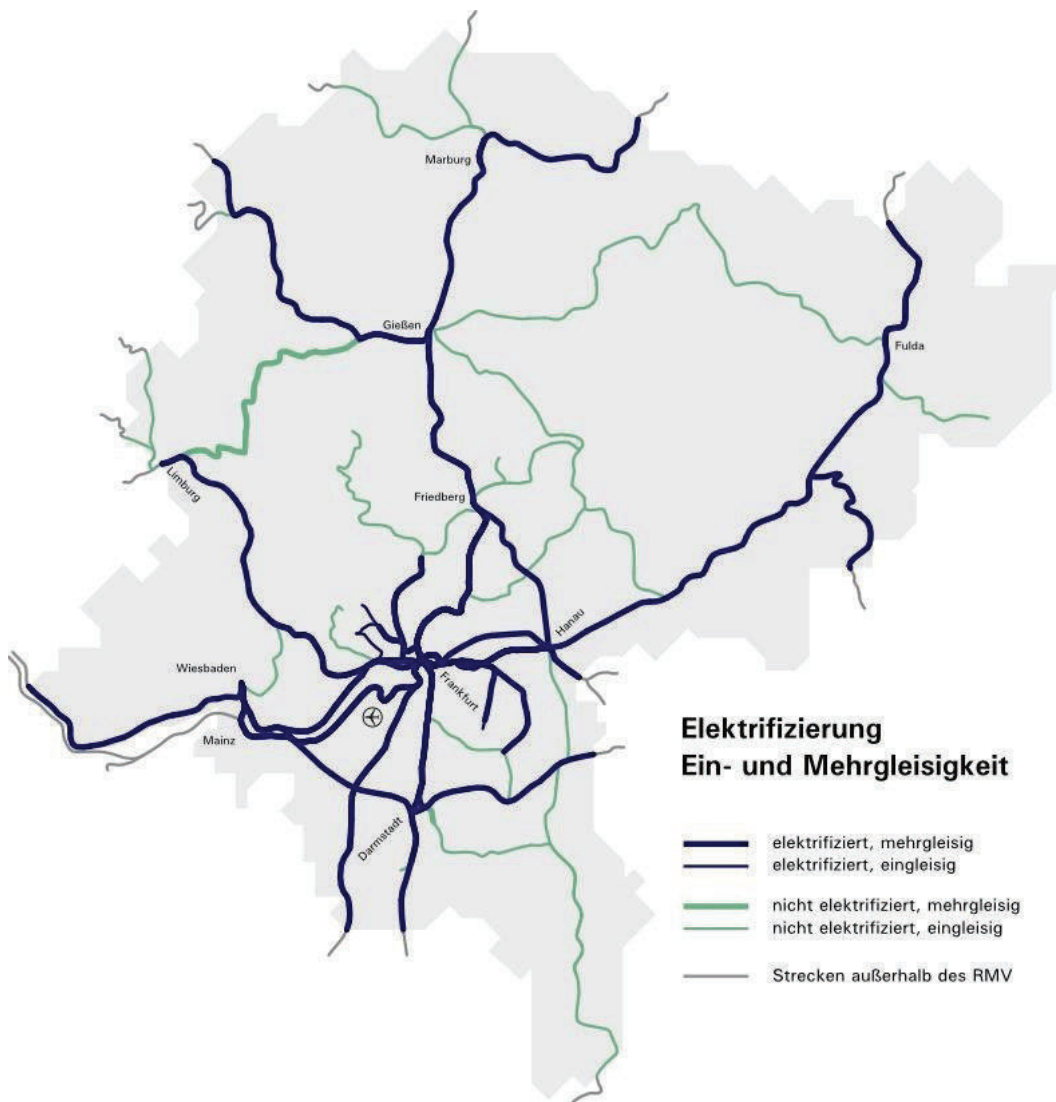 Marburg
Gießen
Fulda
Limburg
Friedberg
Hanau
Wiesbaden
Frankfurt
Mainz
Darmstadt
Elektrifizierung
Ein- und Mehrgleisigkeit
elektrifiziert, mehrgleisig
elektrifiziert, eingleisig
nicht elektrifiziert, mehrgleisig
nicht elektrifiziert, eingleisig
Strecken außerhalb des RMV